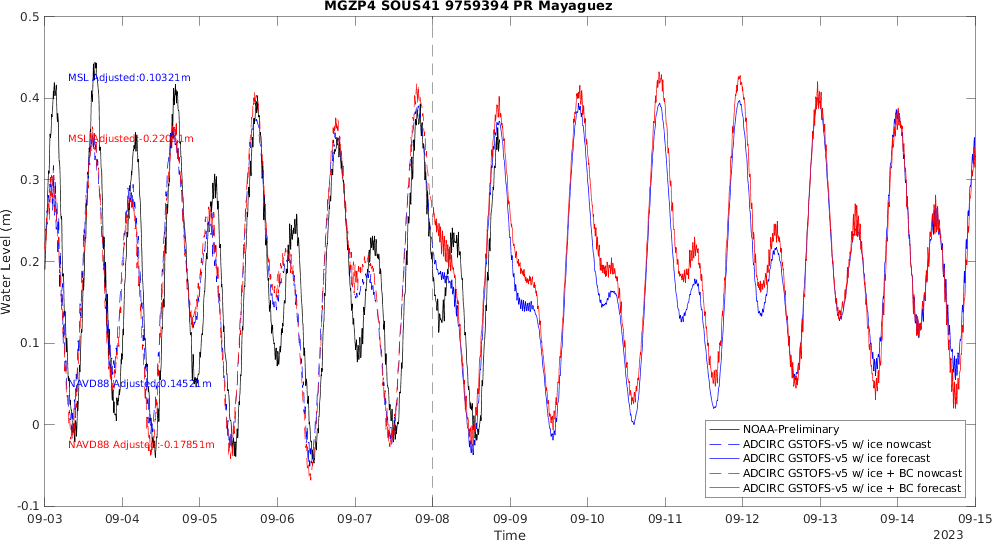 MGZP4 SOUS41 9759394 PR Mayaguez
0.5
0.4
0.3
0.2
0.1
0
-0.1
Water Level (m)
MSL Adjusted:0.10321m
MSL Adjusted:-0.22051m
NAVD88 Adjusted:0.14521m
NAVD88 Adjusted:-0.17851m
NOAA-Preliminary
ADCIRC GSTOFS-v5 w/ ice nowcast
ADCIRC GSTOFS-v5 w/ ice forecast
ADCIRC GSTOFS-v5 w/ ice + BC nowcast
ADCIRC GSTOFS-v5 w/ ice + BC forecast
09-03 09-04 09-05 09-06 09-07 09-08 09-09 09-10 09-11 09-12 09-13 09-14 09-15
Time
2023